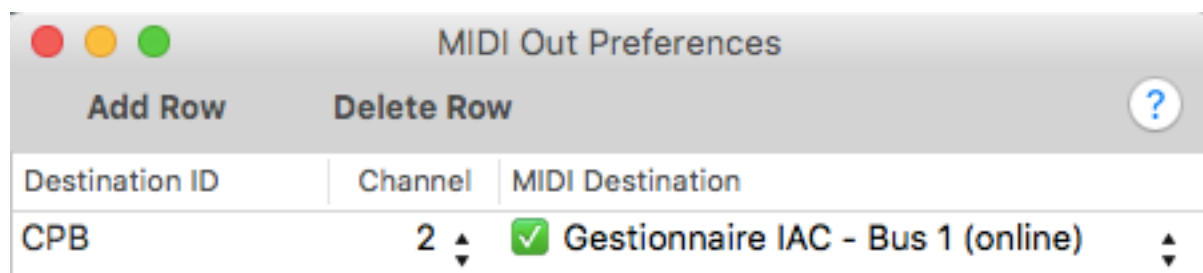 MIDI Out Preferences
Add Row Delete Row ?
Destination ID Channel MIDI Destination
CPB 2 Gestionnaire IAC - Bus 1 (online)